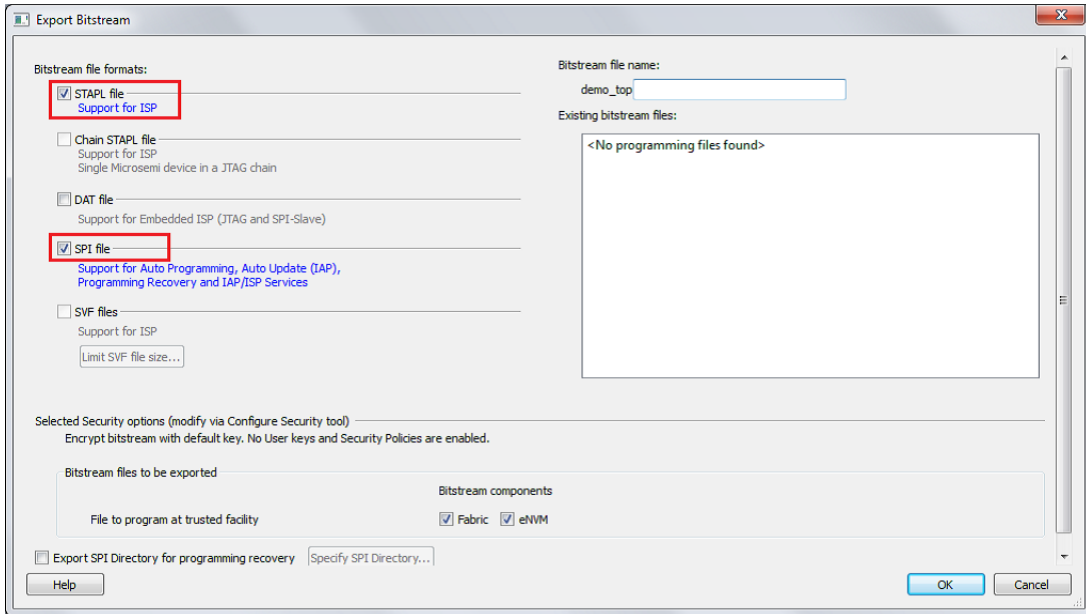 Export Bitstream
Bitstream file formats:
STAPL file
Support for ISP
Chain STAPL file
Support for ISP
Single Microsemi device in a JTAG chain
DAT file
Support for Embedded ISP (JTAG and SPI-Slave)
SPI file
Support for Auto Programming, Auto Update (IAP),
Programming Recovery and IAP/ISP Services
SVF files
Support for ISP
Limit SVF file size...
Bitstream file name:
demo_top
Existing bitstream files:
<No programming files found>
Selected Security options (modify via Configure Security tool)
Encrypt bitstream with default key. No User keys and Security Policies are enabled.
Bitstream files to be exported
Bitstream components
File to program at trusted facility
Fabric eNVM
Export SPI Directory for programming recovery Specify SPI Directory...
Help OK Cancel